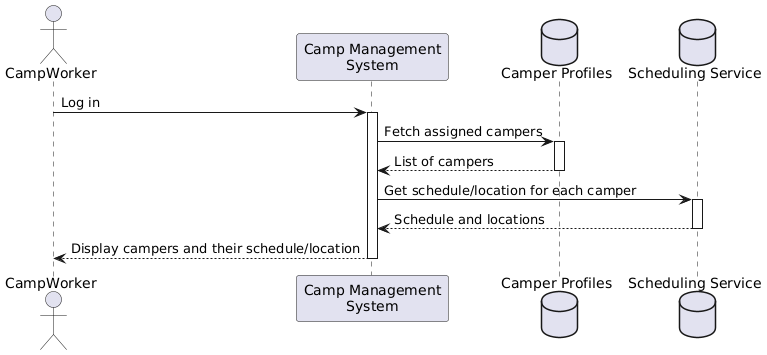 CampWorker
Camp Management
System
Camper Profiles
Scheduling Service
Log in
Fetch assigned campers
List of campers
Get schedule/location for each camper
Schedule and locations
Display campers and their schedule/location
CampWorker
Camp Management
System
Camper Profiles
Scheduling Service